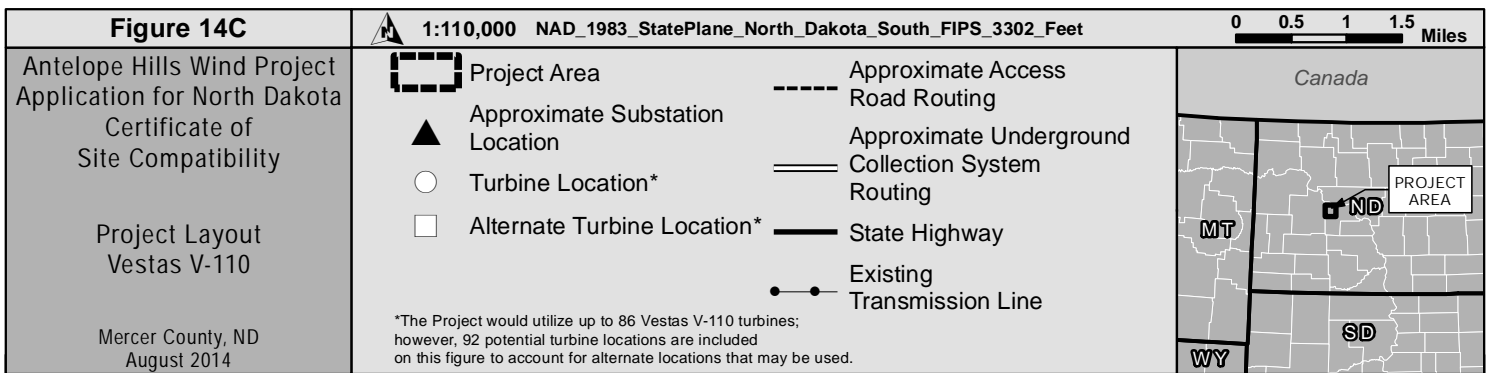 Figure 14C
Antelope Hills Wind Project
Application for North Dakota
Certificate of
Site Compatibility
Project Layout
Vestas V-110
Mercer County, ND
August 2014
N
1:110,000 NAD_1983_StatePlane_North_Dakota_South_FIPS_3302_Feet
0 0.5 1 1.5
Miles
Project Area
Approximate Substation
Location
Turbine Location*
Alternate Turbine Location*
Approximate Access
Road Routing
Approximate Underground
Collection System
Routing
State Highway
Existing
Transmission Line
*The Project would utilize up to 86 Vestas V-110 turbines;
however, 92 potential turbine locations are included
on this figure to account for alternate locations that may be used.
Canada
PROJECT
AREA
ND
MT
SD
WY